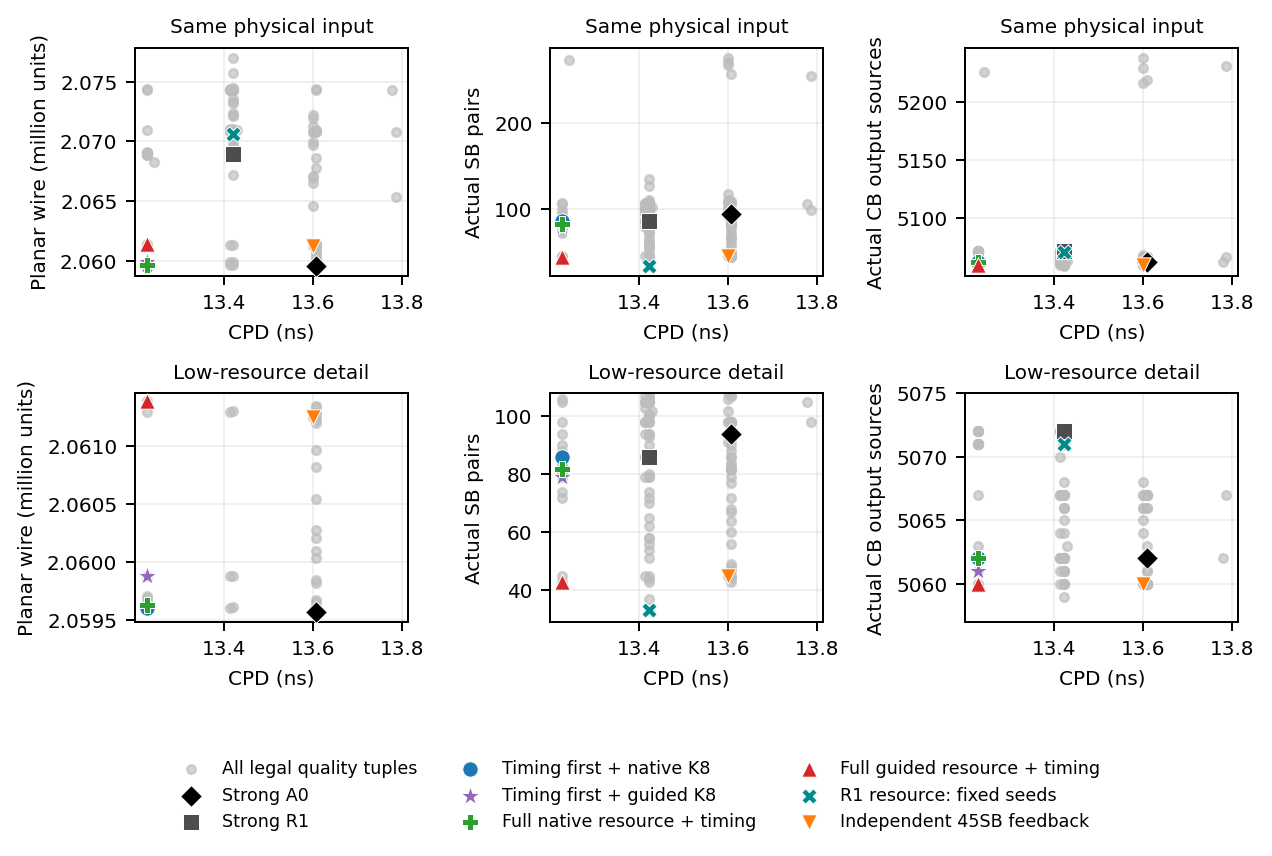 Same physical input
Same physical input
Same physical input
Planar wire (million units)
2.075
2.070
2.065
2.060
13.4
13.6
13.8
CPD (ns)
Actual SB pairs
200
100
13.4
13.6
13.8
CPD (ns)
Actual CB output sources
5200
5150
5100
13.4
13.6
13.8
CPD (ns)
Low-resource detail
Low-resource detail
Low-resource detail
Planar wire (million units)
2.0610
2.0605
2.0600
2.0595
13.4
13.6
13.8
CPD (ns)
Actual SB pairs
100
80
60
40
13.4
13.6
13.8
CPD (ns)
Actual CB output sources
5075
5070
5065
5060
13.4
13.6
13.8
CPD (ns)
All legal quality tuples
Strong A0
Strong R1
Timing first + native K8
Timing first + guided K8
Full native resource + timing
Full guided resource + timing
R1 resource: fixed seeds
Independent 45SB feedback